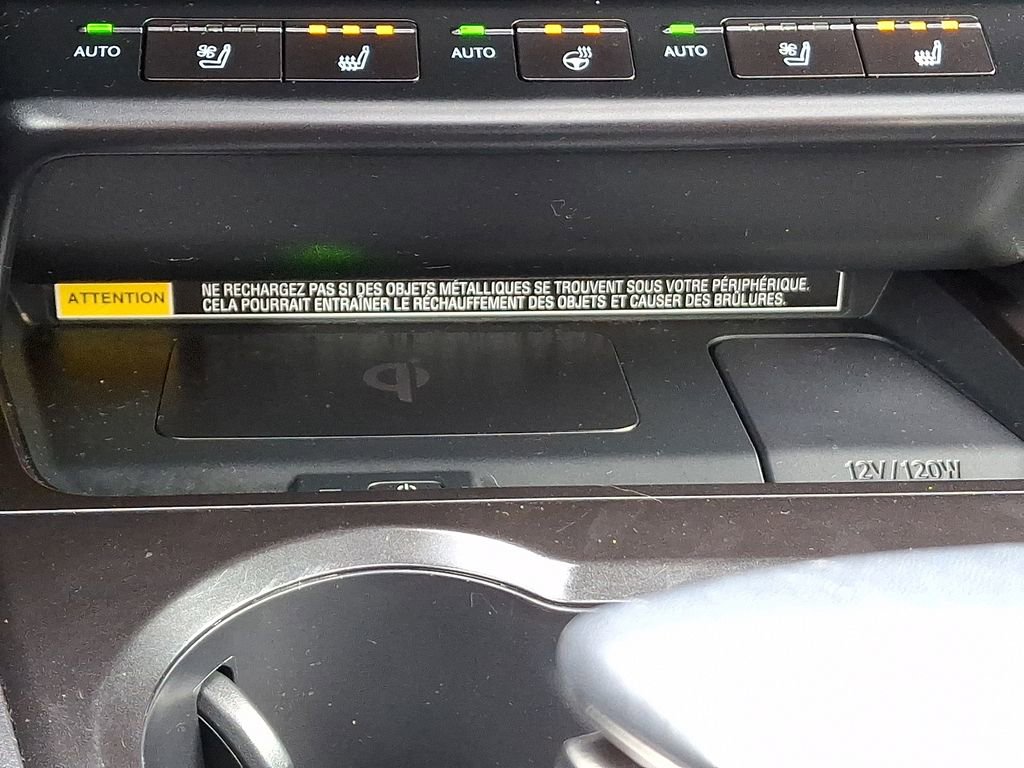 AUTO
AUTO
AUTO
ATTENTION
NE RECHARGEZ PAS SI DES OBJETS MÉTALLIQUES SE TROUVENT SOUS VOTRE PÉRIPHÉRIQUE.
CELA POURRAIT ENTRAÎNER LE RÉCHAUFFEMENT DES OBJETS ET CAUSER DES BRÛLURES.
12V / 120W